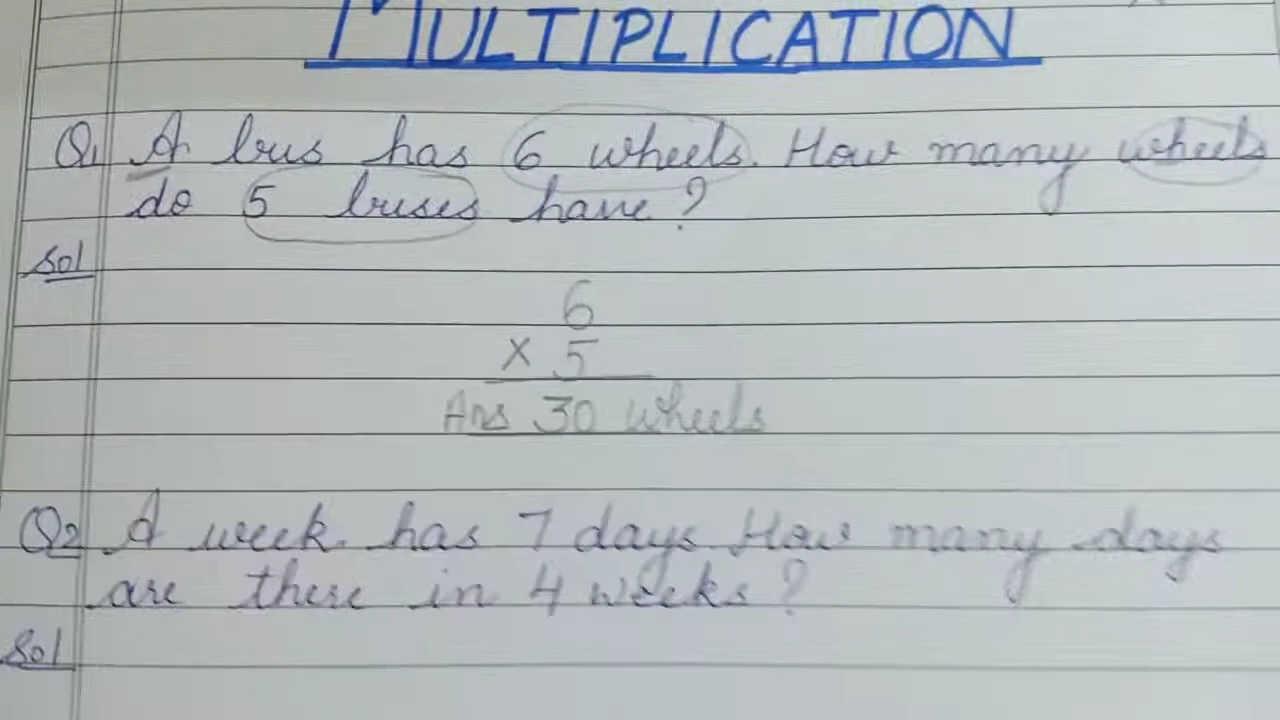 MULTIPLICATION
Q1 A bus has 6 wheels. How many wheels
do 5 buses have?
Sol
6
× 5
Ans 30 wheels
Q2 A week has 7 days. How many days
are there in 4 weeks?
Sol